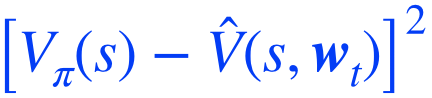 [V_π(s) − V̂(s, w_t)]²